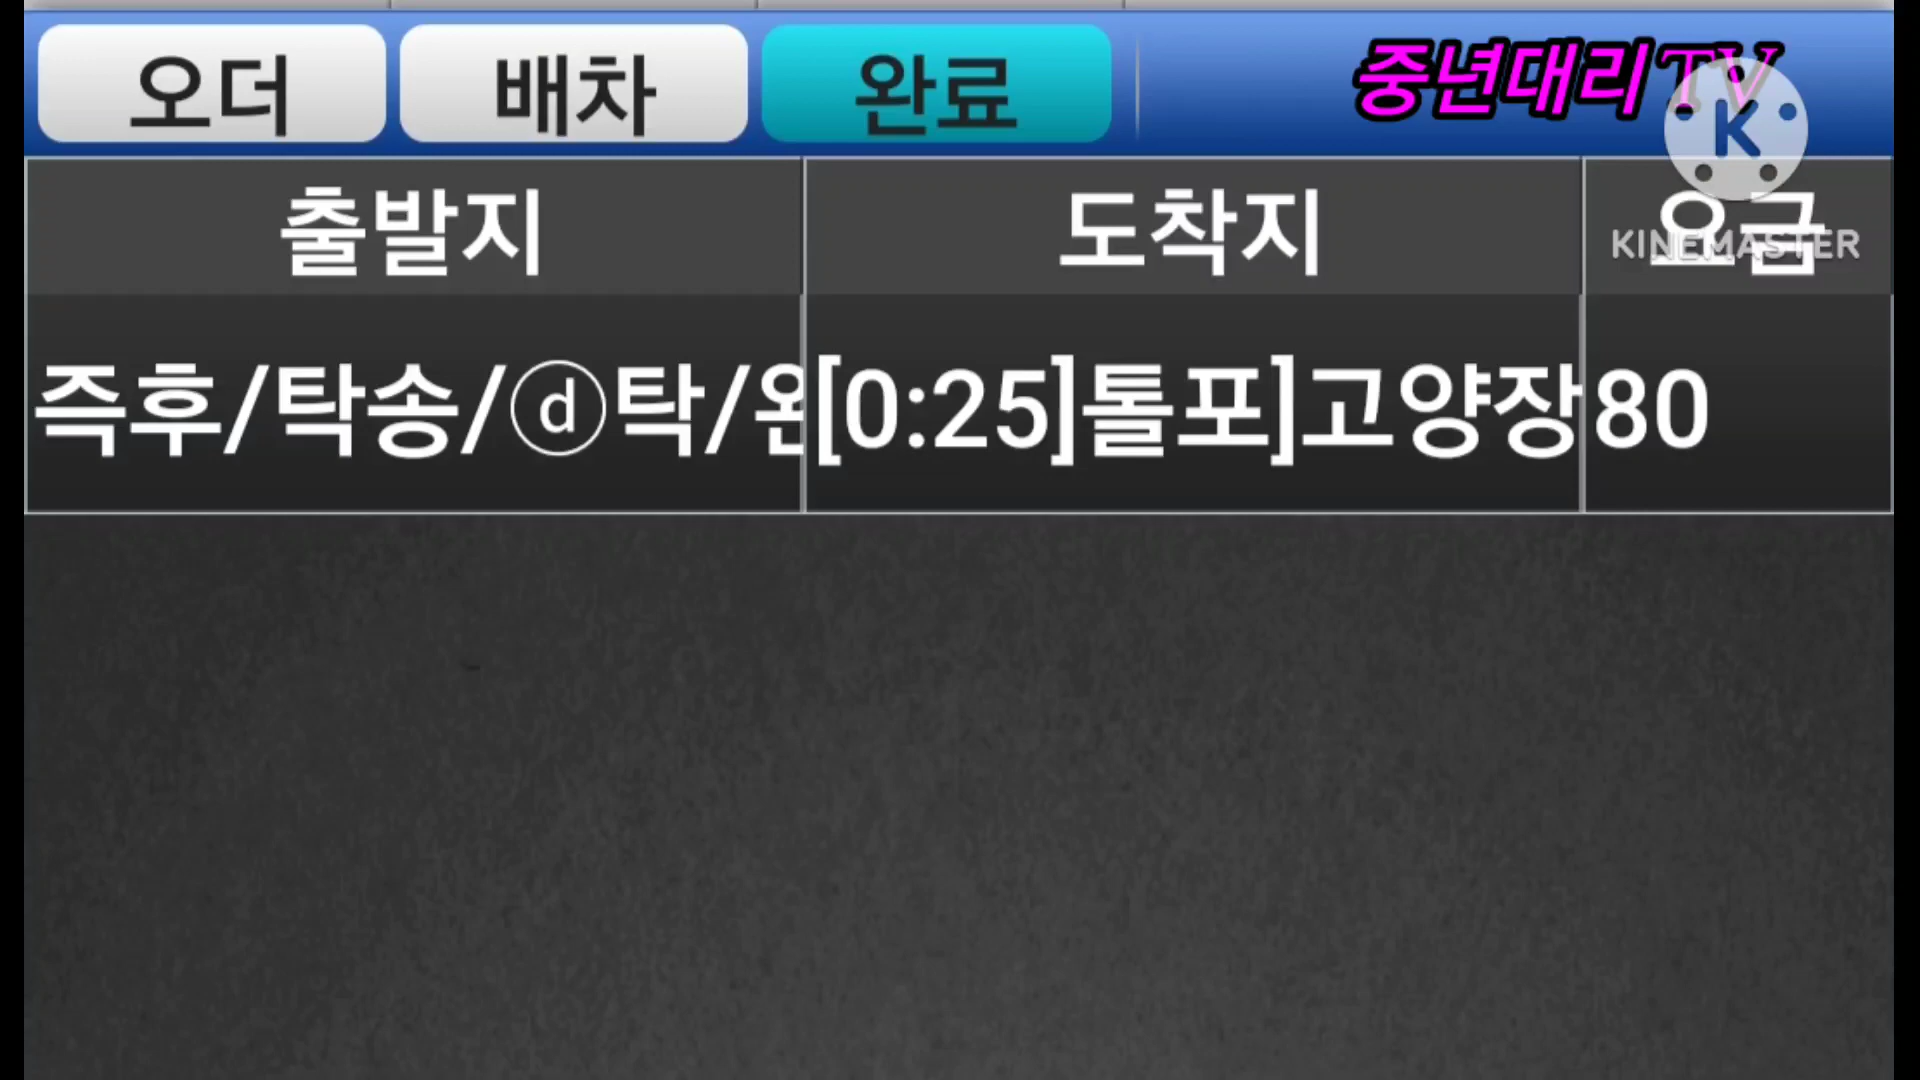 오더 배차 완료 중년대리TV
출발지 도착지 요금
KINEMASTER
즉후/탁송/ⓓ탁/완 [0:25]톨포]고양장 80